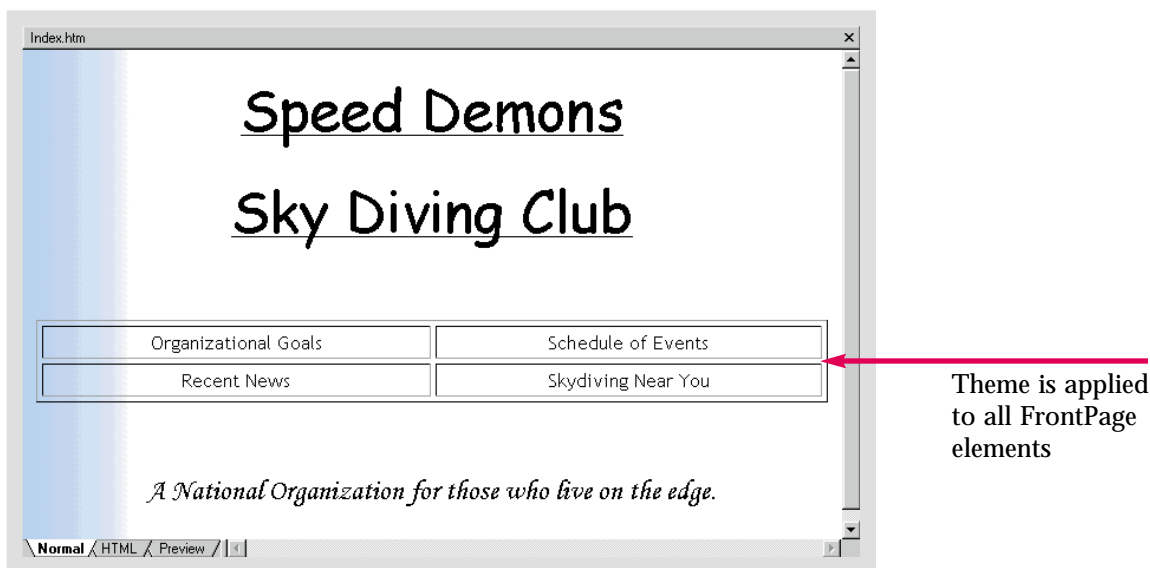 Index.htm
Speed Demons
Sky Diving Club
Organizational Goals Schedule of Events
Recent News Skydiving Near You
Theme is applied
to all FrontPage
elements
A National Organization for those who live on the edge.
Normal HTML Preview